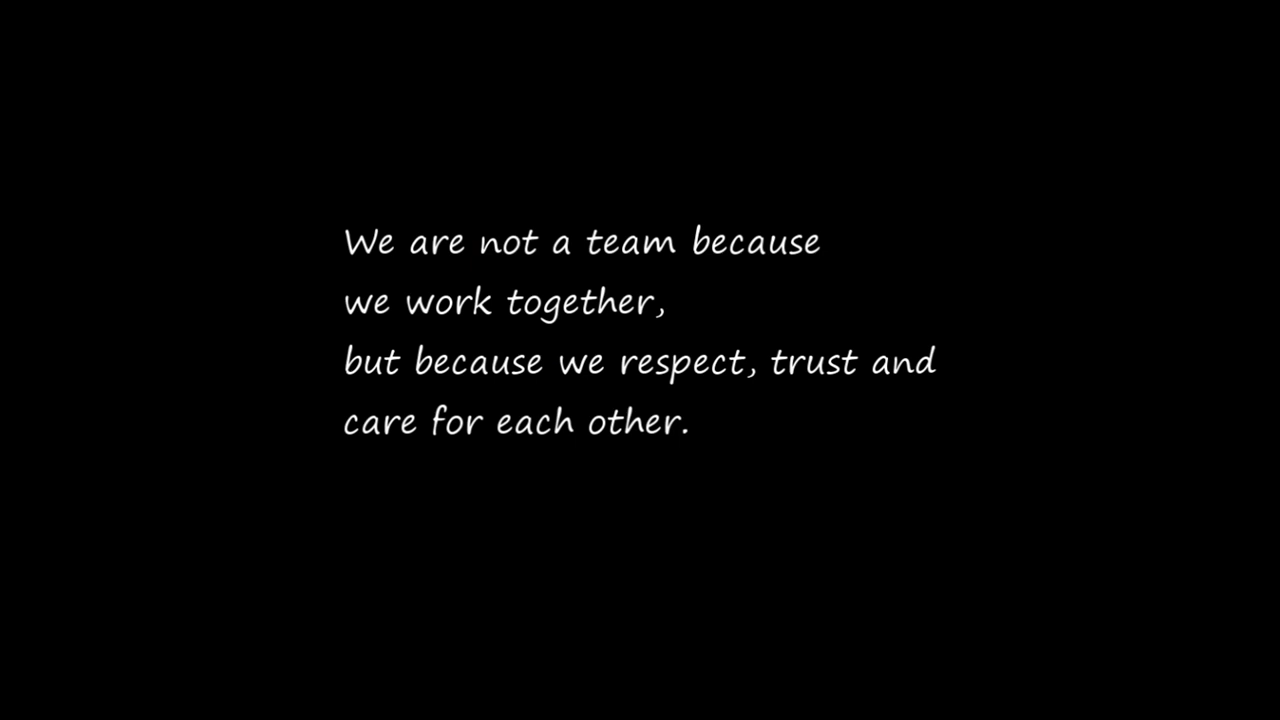 We are not a team because
we work together,
but because we respect, trust and
care for each other.